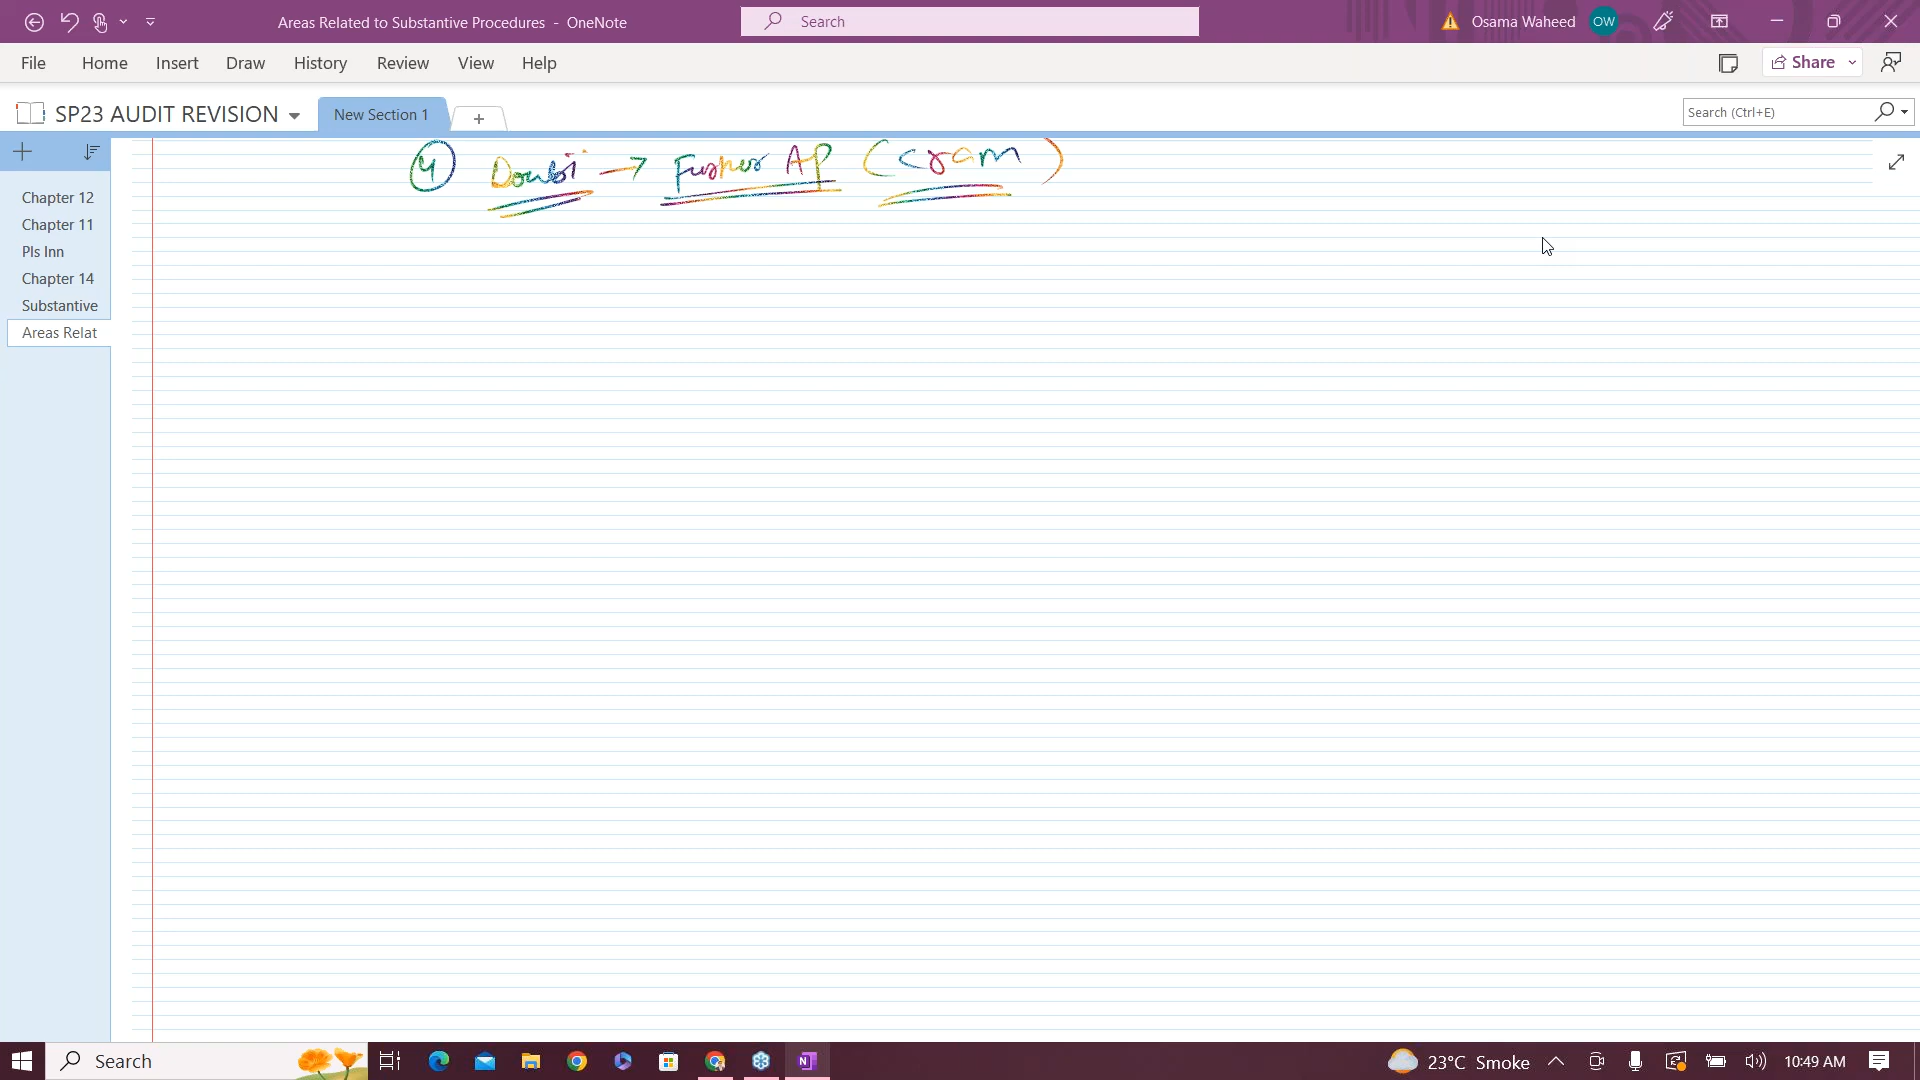 Areas Related to Substantive Procedures - OneNote
Search
Osama Waheed
OW
File Home Insert Draw History Review View Help
Share
SP23 AUDIT REVISION
New Section 1
+
Search (Ctrl+E)
4 Doubt → Further AP (Cram)
Chapter 12
Chapter 11
Pls Inn
Chapter 14
Substantive
Areas Relat
Search
23°C Smoke
10:49 AM